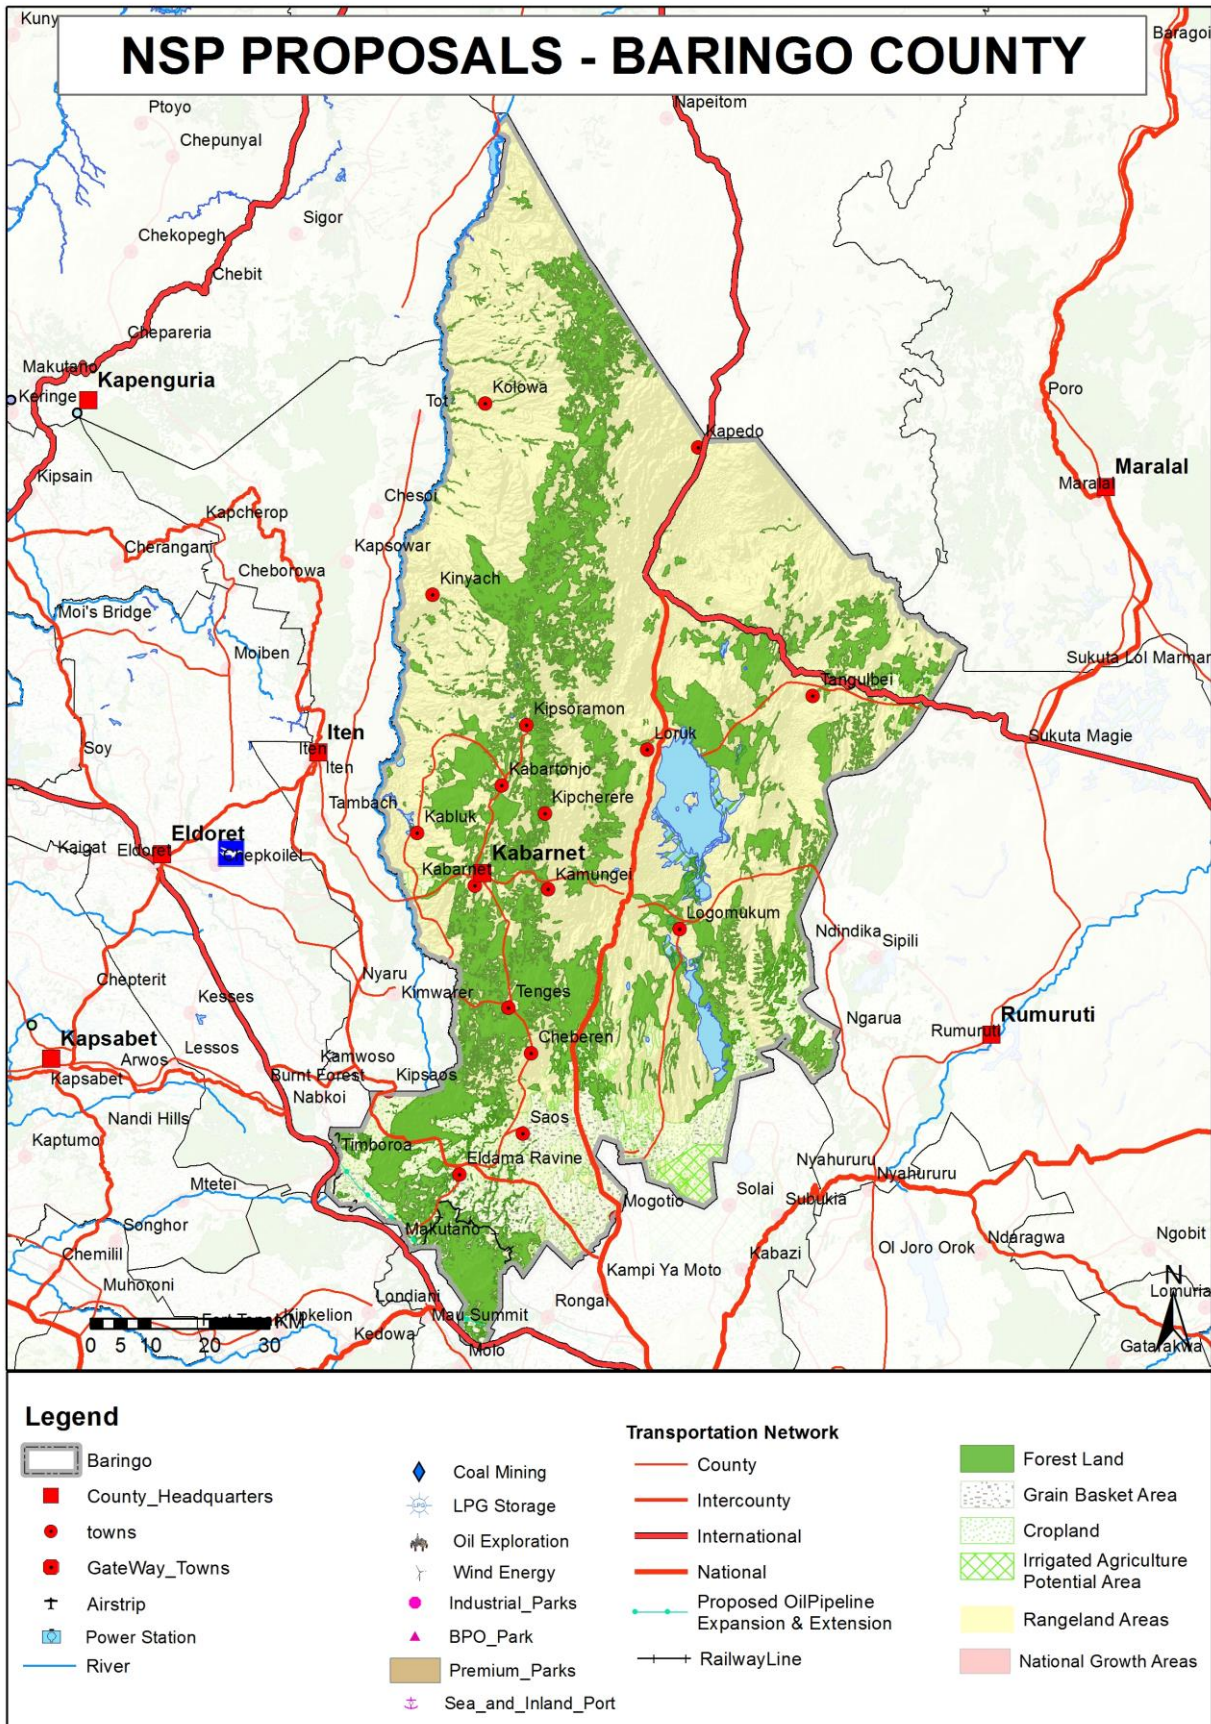 Kuny
Baragoi
NSP PROPOSALS - BARINGO COUNTY
Napeitom
Ptoyo
Chepunyal
Sigor
Chekopegh
Chebit
Chepareria
Makutano
Kapenguria
Keringe
Kolowa
Tot
Poro
Kapedo
Kipsain
Maralal
Maralal
Chesoi
Kapcherop
Cherangani
Kapsowar
Cheborowa
Kinyach
Moi's Bridge
Moiben
Sukuta Lol Marmar
Tangulbei
Kipsoramon
Iten
Loruk
Sukuta Magie
Soy
Iten
Iten
Kabartonjo
Tambach
Kipcherere
Kabluk
Eldoret
Kaigat
Eldoret
Chepkoilel
Kabarnet
Kabarnet
Kamungei
Logomukum
Ndindika
Sipili
Nyaru
Chepterit
Kesses
Kimwarer
Tenges
Ngarua
Rumuruti
Rumuruti
Kapsabet
Lessos
Cheberen
Arwos
Kamwoso
Kapsabet
Burnt Forest
Kipsaos
Nabkoi
Nandi Hills
Saos
Kaptumo
Timboroa
Eldama Ravine
Nyahururu
Nyahururu
Mtetei
Mogotio
Solai
Subukia
Songhor
Makutano
Ndaragwa
Ngobit
Chemilil
Kabazi
Ol Joro Orok
Kampi Ya Moto
N
Muhoroni
Londiani
Rongai
Lomuria
Kipkelion
KM
Mau Summit
0 5 10 20 30
Kedowa
Molo
Gatarakwa
Legend
Baringo
County_Headquarters
towns
GateWay_Towns
Airstrip
Power Station
River
Coal Mining
LPG Storage
Oil Exploration
Wind Energy
Industrial_Parks
BPO_Park
Premium_Parks
Sea_and_Inland_Port
Transportation Network
County
Intercounty
International
National
Proposed OilPipeline
Expansion & Extension
RailwayLine
Forest Land
Grain Basket Area
Cropland
Irrigated Agriculture
Potential Area
Rangeland Areas
National Growth Areas